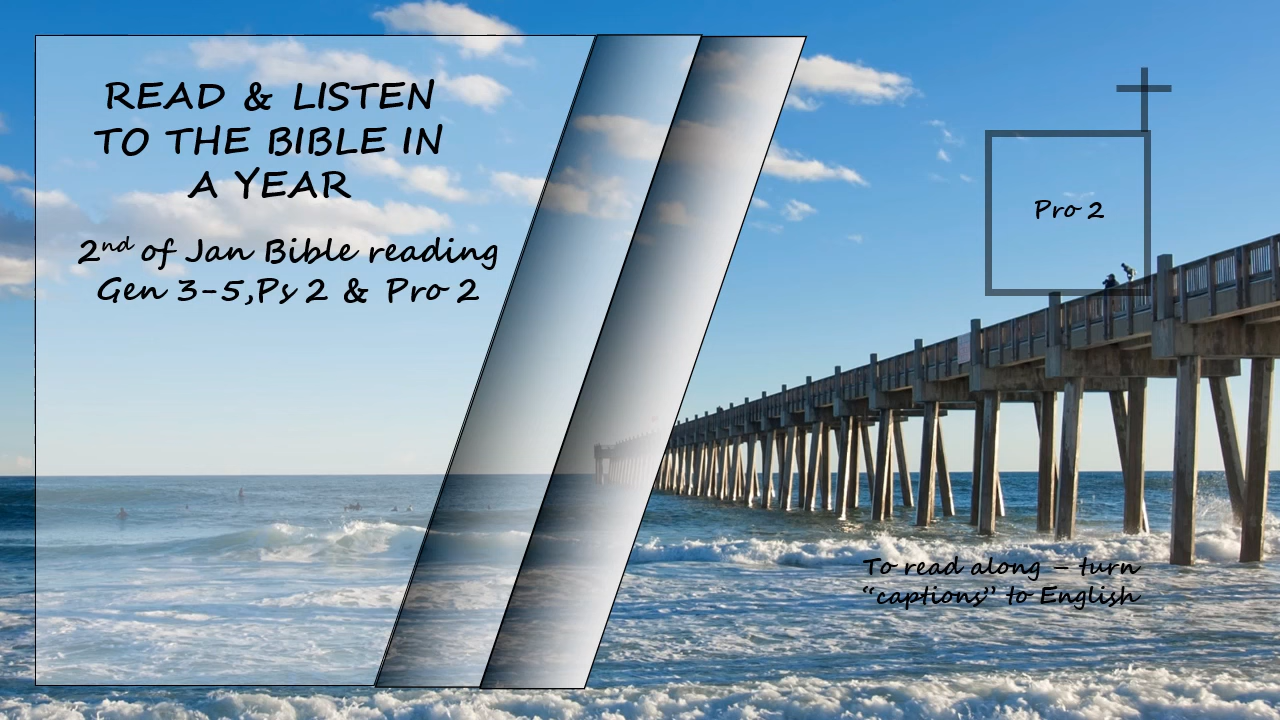 READ & LISTEN
TO THE BIBLE IN
A YEAR
2nd of Jan Bible reading
Gen 3-5,Ps 2 & Pro 2
Pro 2
To read along – turn
“captions” to English